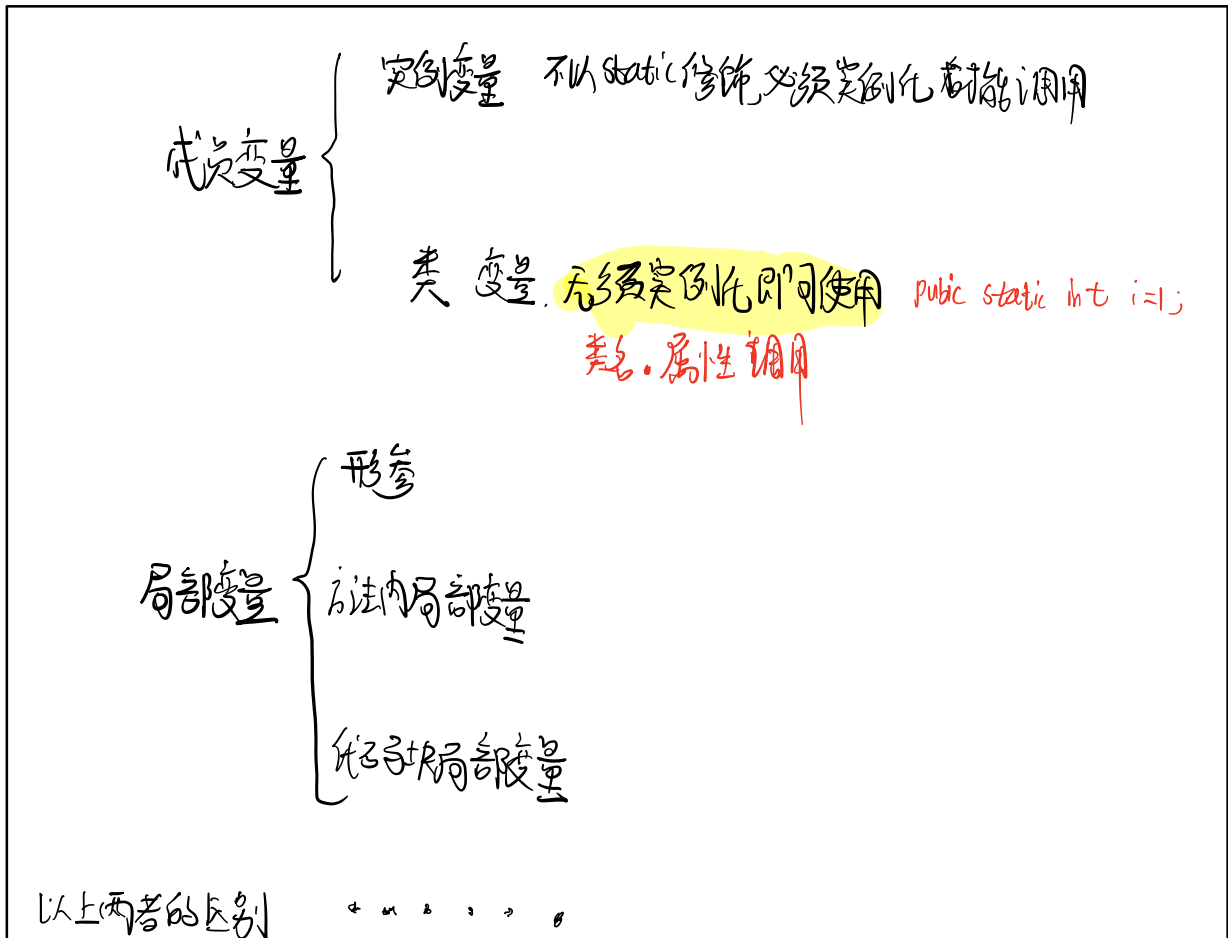 实例变量 不以static修饰,必须实例化才能调用
成员变量
类 变量. 无须实例化即可使用 pubic static int i=1;
类名.属性调用
形参
局部变量 方法内局部变量
代码块局部变量
以上两者的区别